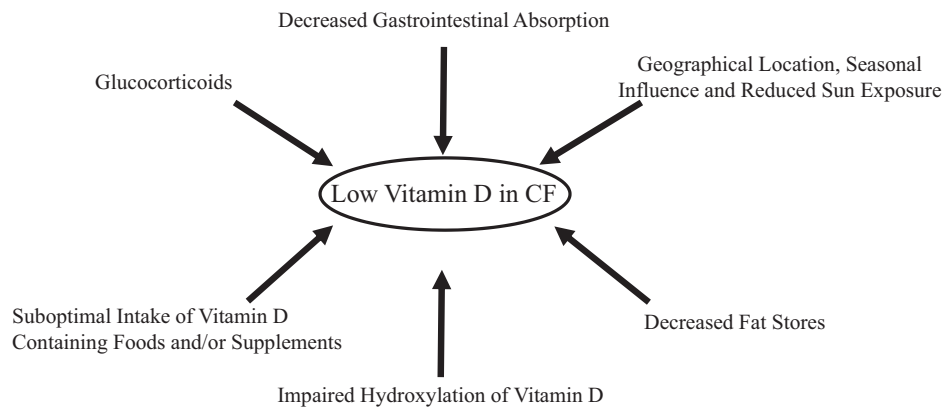 Decreased Gastrointestinal Absorption
Glucocorticoids
Geographical Location, Seasonal
Influence and Reduced Sun Exposure
Low Vitamin D in CF
Suboptimal Intake of Vitamin D
Containing Foods and/or Supplements
Decreased Fat Stores
Impaired Hydroxylation of Vitamin D